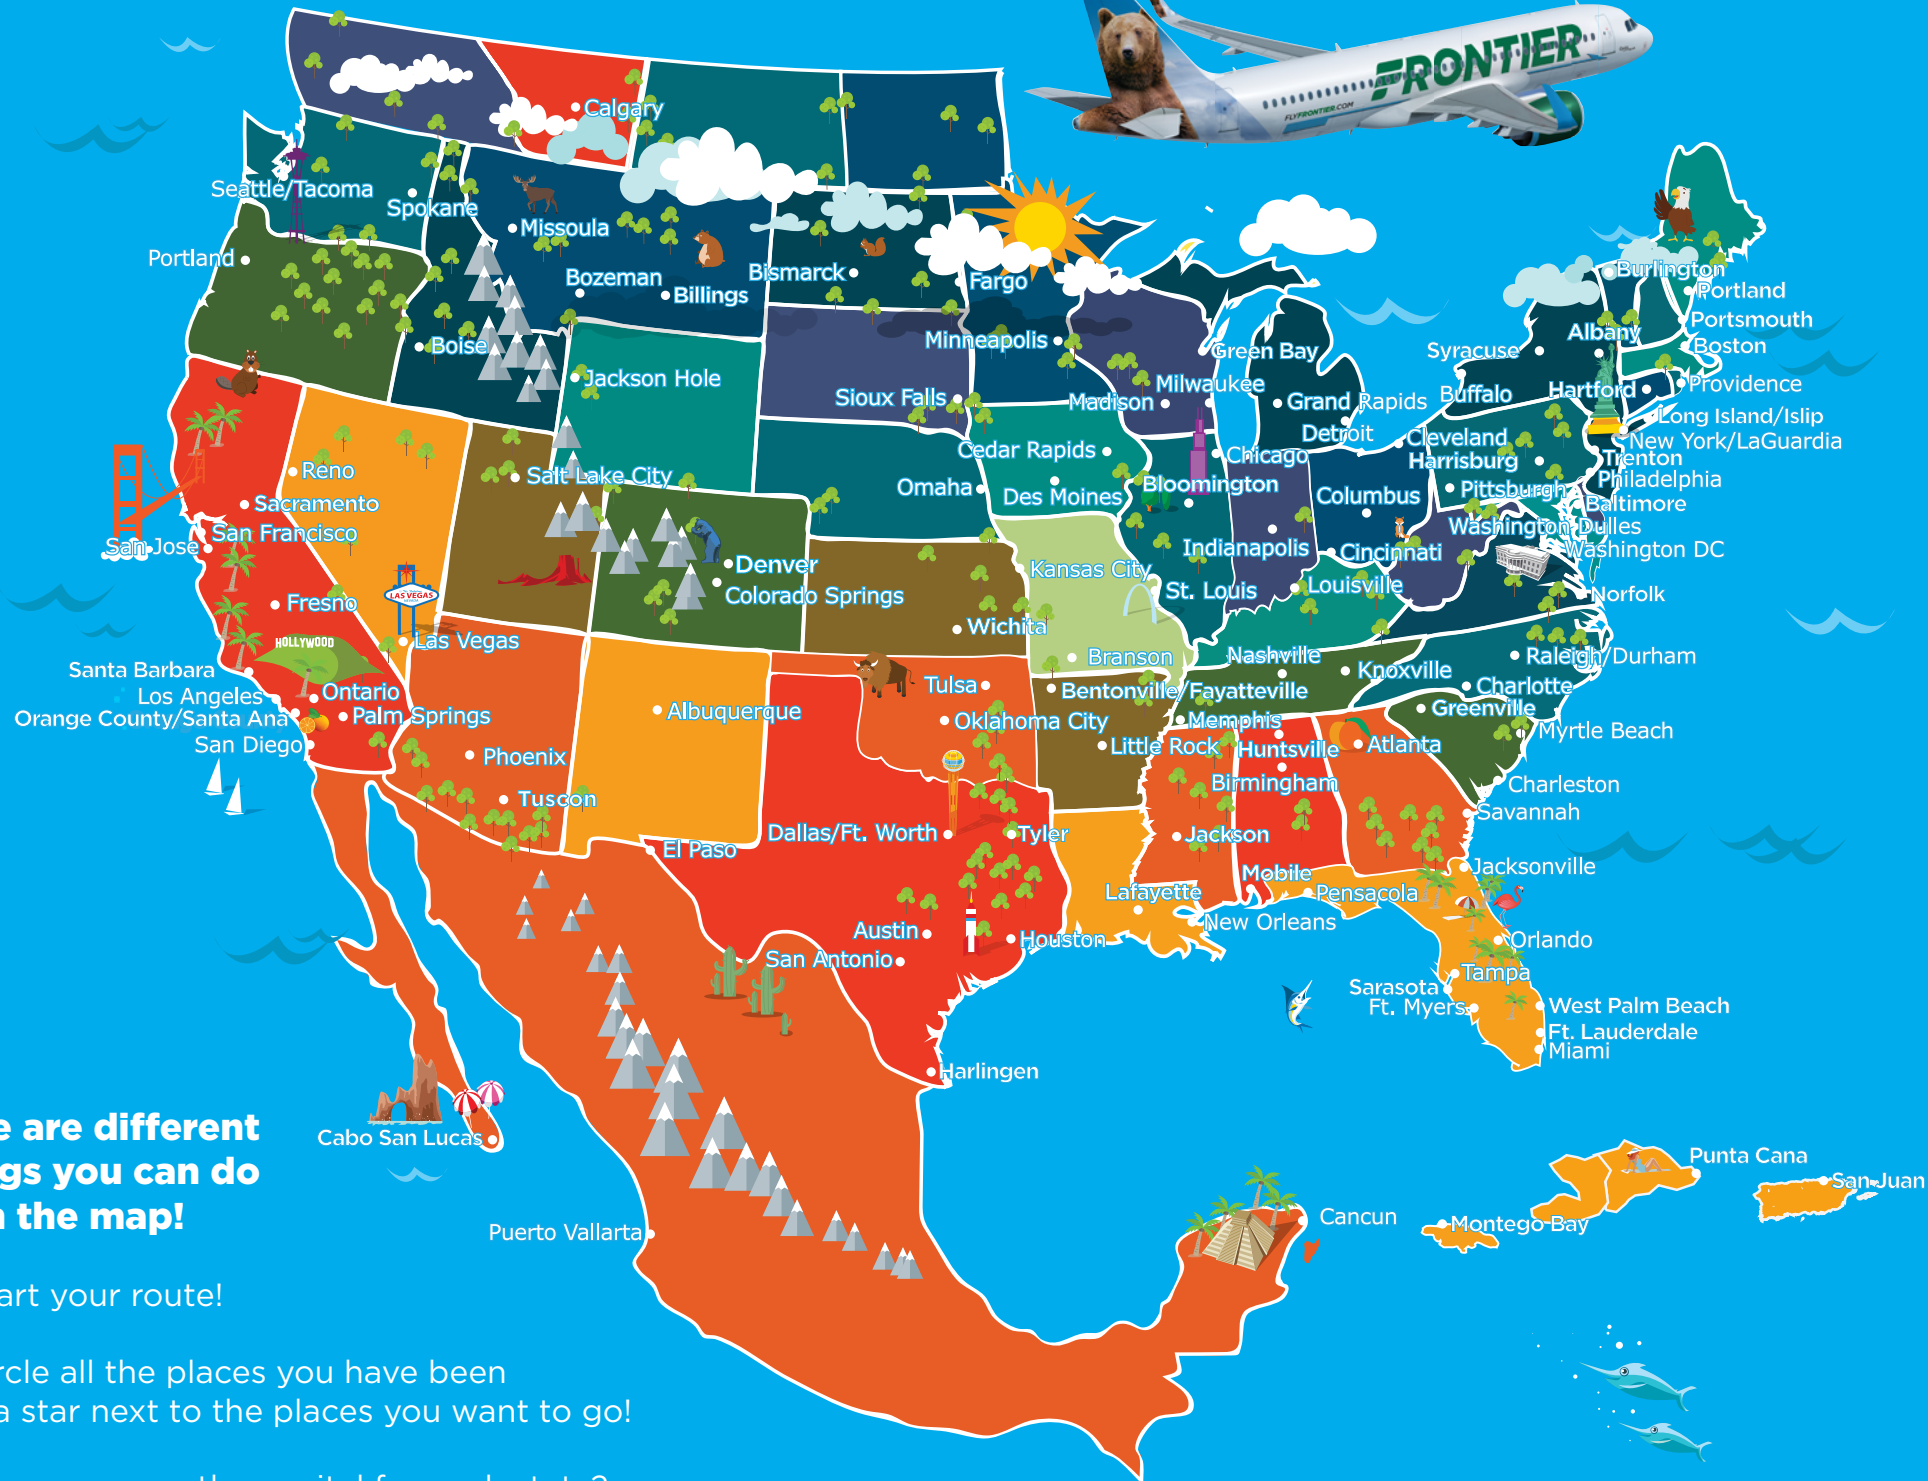 FRONTIER
FLYFRONTIER.COM
Calgary
Seattle/Tacoma
Spokane
Missoula
Portland
Bozeman
Billings
Bismarck
Fargo
Burlington
Portland
Portsmouth
Boston
Albany
Syracuse
Minneapolis
Green Bay
Boise
Jackson Hole
Sioux Falls
Milwaukee
Madison
Grand Rapids
Buffalo
Hartford
Providence
Long Island/Islip
New York/LaGuardia
Detroit
Cleveland
Harrisburg
Trenton
Philadelphia
Cedar Rapids
Chicago
Reno
Salt Lake City
Omaha
Des Moines
Bloomington
Columbus
Pittsburgh
Baltimore
Sacramento
San Francisco
San Jose
Washington Dulles
Washington DC
Indianapolis
Cincinnati
Denver
Colorado Springs
Kansas City
St. Louis
Louisville
Norfolk
LAS VEGAS
Fresno
Wichita
HOLLYWOOD
Las Vegas
Branson
Nashville
Knoxville
Raleigh/Durham
Santa Barbara
Los Angeles
Ontario
Orange County/Santa Ana
Palm Springs
San Diego
Tulsa
Bentonville/Fayatteville
Charlotte
Greenville
Albuquerque
Oklahoma City
Memphis
Myrtle Beach
Phoenix
Little Rock
Huntsville
Atlanta
Birmingham
Charleston
Tuscon
Savannah
Dallas/Ft. Worth
Tyler
Jackson
El Paso
Jacksonville
Mobile
Lafayette
Pensacola
New Orleans
Austin
Houston
San Antonio
Orlando
Tampa
Sarasota
Ft. Myers
West Palm Beach
Ft. Lauderdale
Miami
Harlingen
Cabo San Lucas
Punta Cana
San Juan
Montego Bay
Cancun
Puerto Vallarta
e are different
gs you can do
the map!
art your route!
rcle all the places you have been
a star next to the places you want to go!